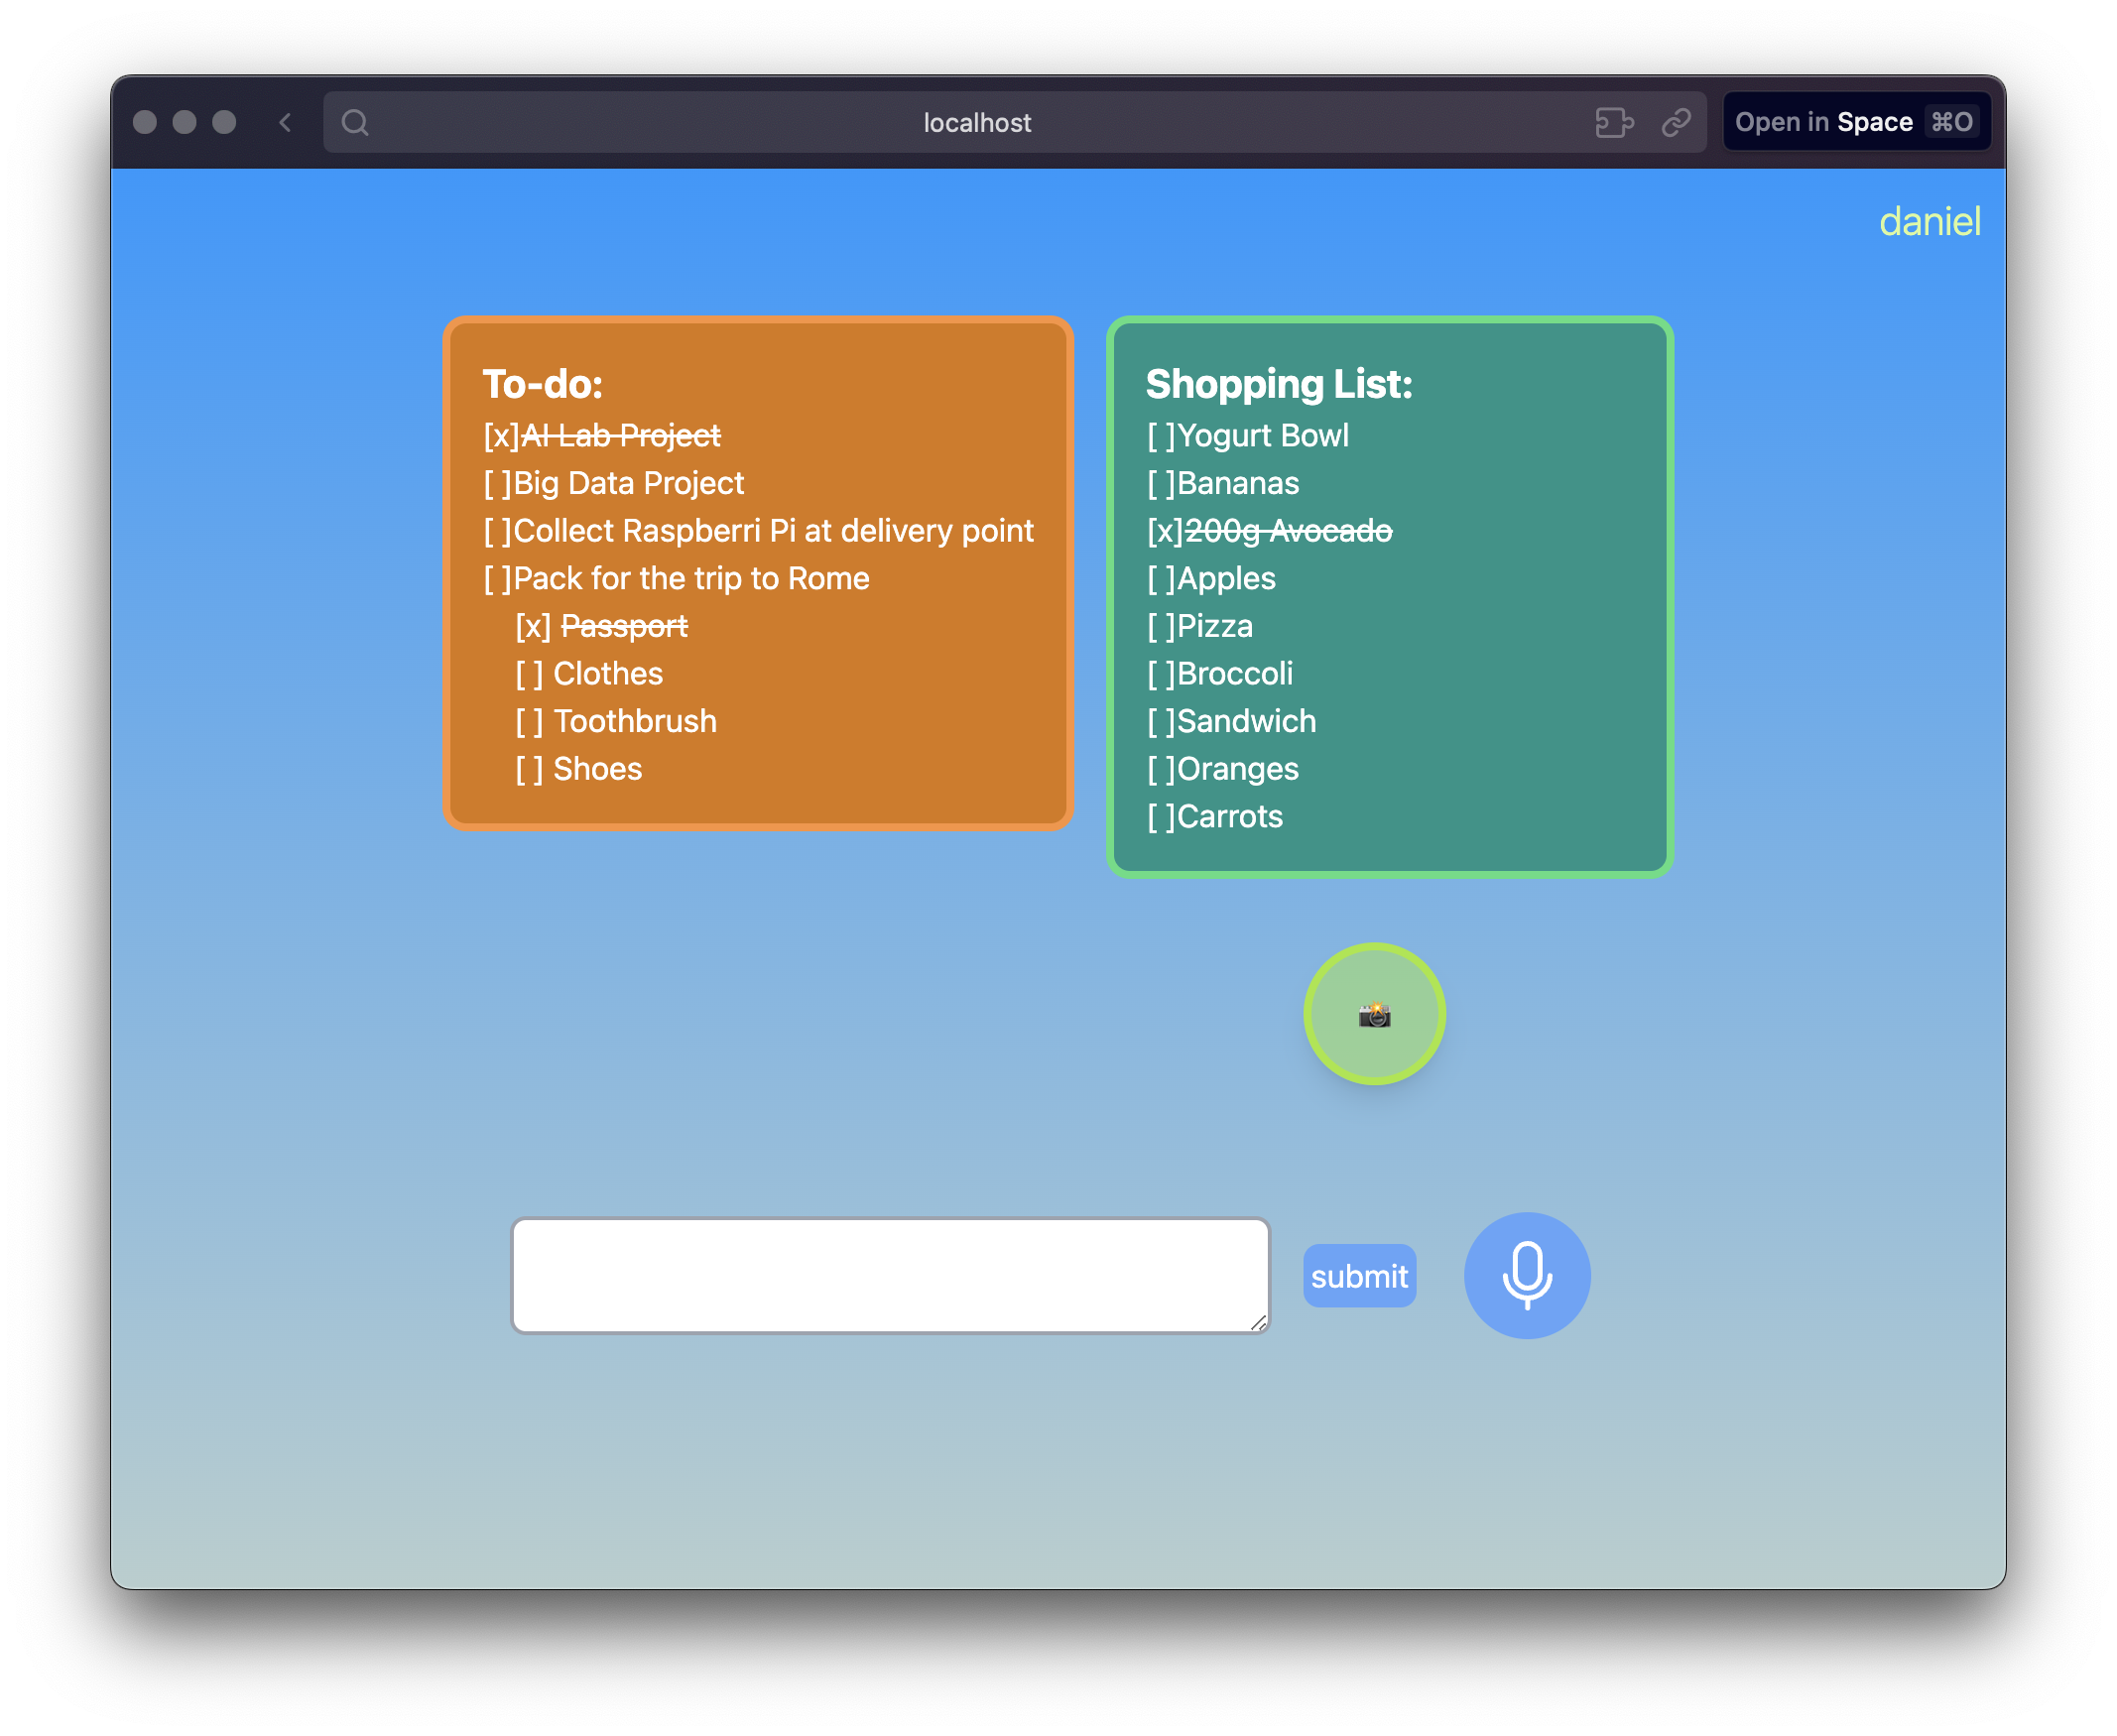 localhost
Open in Space ⌘O
daniel
To-do:
[x]AI Lab Project
[ ]Big Data Project
[ ]Collect Raspberri Pi at delivery point
[ ]Pack for the trip to Rome
[x] Passport
[ ] Clothes
[ ] Toothbrush
[ ] Shoes
Shopping List:
[ ]Yogurt Bowl
[ ]Bananas
[x]200g Avocado
[ ]Apples
[ ]Pizza
[ ]Broccoli
[ ]Sandwich
[ ]Oranges
[ ]Carrots
submit